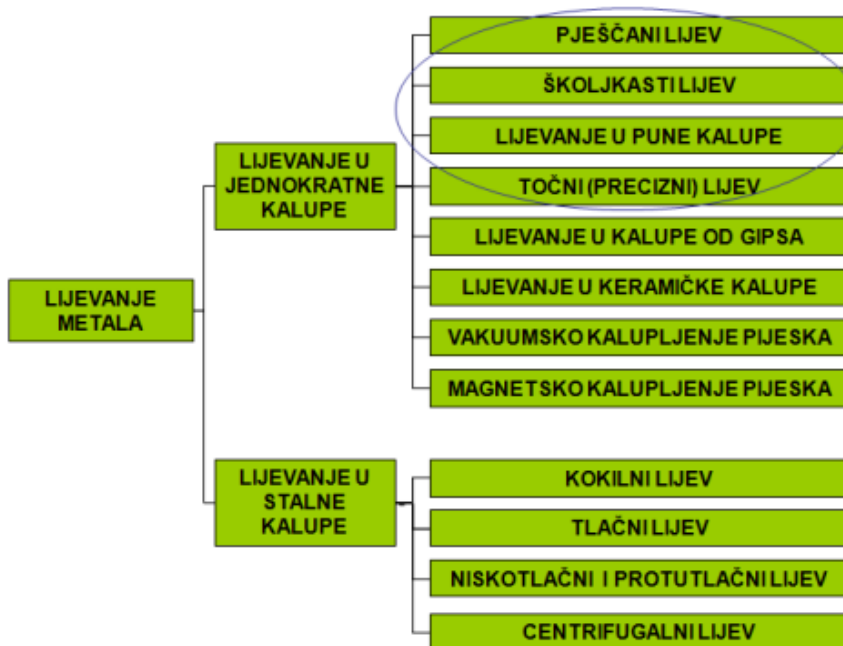 PJEŠČANI LIJEV
ŠKOLJKASTI LIJEV
LIJEVANJE U PUNE KALUPE
TOČNI (PRECIZNI) LIJEV
LIJEVANJE U KALUPE OD GIPSA
LIJEVANJE U KERAMIČKE KALUPE
VAKUUMSKO KALUPLJENJE PIJESKA
MAGNETSKO KALUPLJENJE PIJESKA
LIJEVANJE U
JEDNOKRATNE
KALUPE
LIJEVANJE
METALA
LIJEVANJE U
STALNE
KALUPE
KOKILNI LIJEV
TLAČNI LIJEV
NISKOTLAČNI I PROTUTLAČNI LIJEV
CENTRIFUGALNI LIJEV